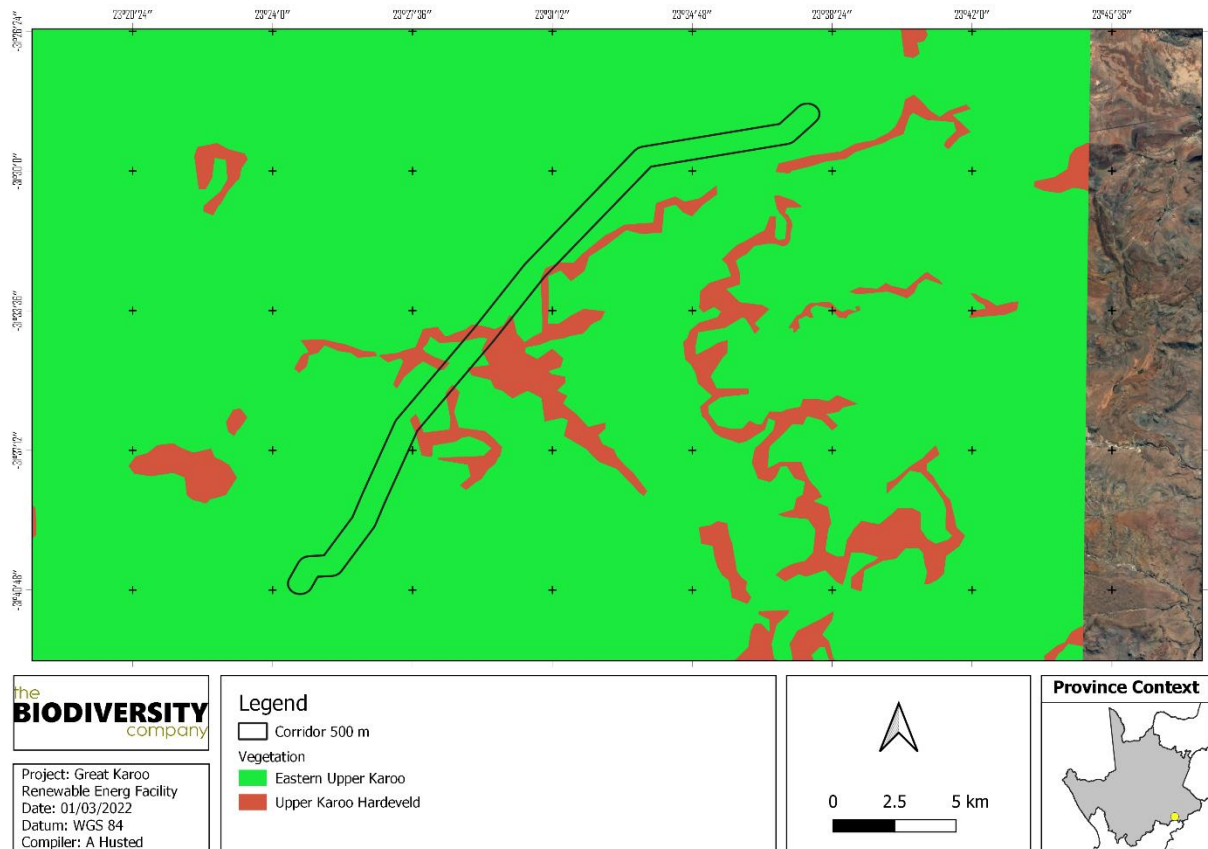 23°20'24" 23°24'0" 23°27'36" 23°31'12" 23°34'48" 23°38'24" 23°42'0" 23°45'36"
the
BIODIVERSITY
company
Project: Great Karoo
Renewable Energ Facility
Date: 01/03/2022
Datum: WGS 84
Compiler: A Husted
Legend
Corridor 500 m
Vegetation
Eastern Upper Karoo
Upper Karoo Hardeveld
0 2.5 5 km
Province Context